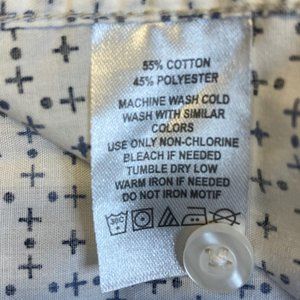 55% COTTON
45% POLYESTER
MACHINE WASH COLD
WASH WITH SIMILAR
COLORS
USE ONLY NON-CHLORINE
BLEACH IF NEEDED
TUMBLE DRY LOW
WARM IRON IF NEEDED
DO NOT IRON MOTIF